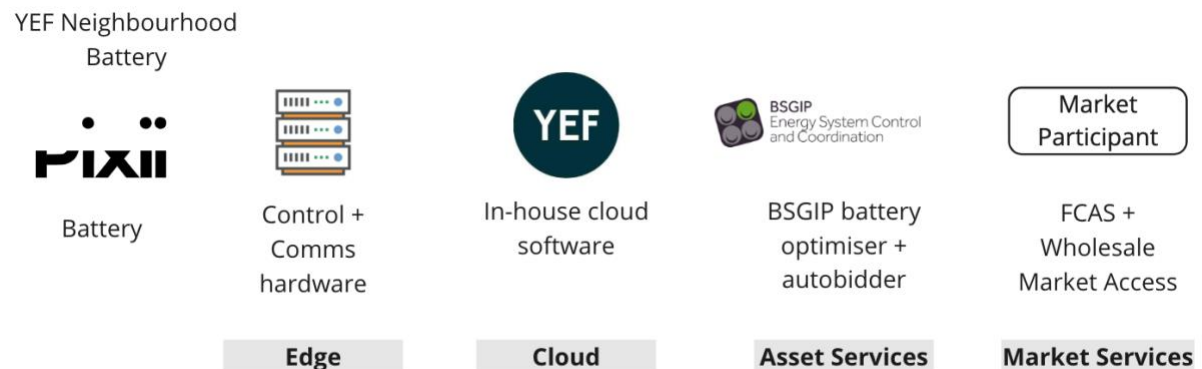 YEF Neighbourhood
Battery
PIXII
Battery
Control +
Comms
hardware
Edge
YEF
In-house cloud
software
Cloud
BSGIP
Energy System Control
and Coordination
BSGIP battery
optimiser +
autobidder
Asset Services
Market
Participant
FCAS +
Wholesale
Market Access
Market Services